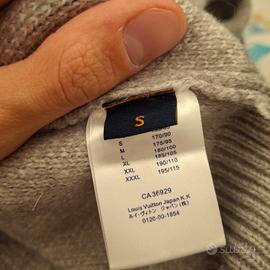 S
170/90
S 175/95
M 180/100
L 185/105
XL 190/110
XXL 195/115
XXXL
CA36929
Louis Vuitton Japan K.K
ルイ・ヴィトン ジャパン(株)
0120-00-1854
subito